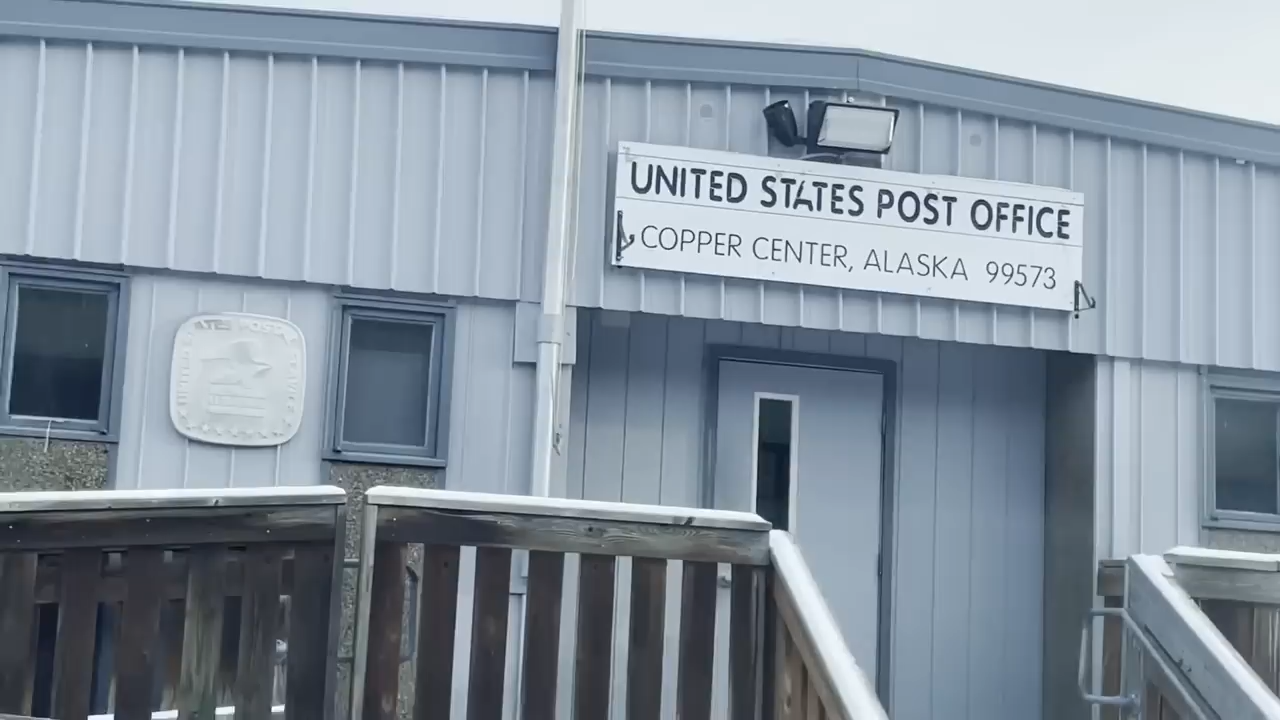 UNITED STATES POST OFFICE
COPPER CENTER, ALASKA 99573